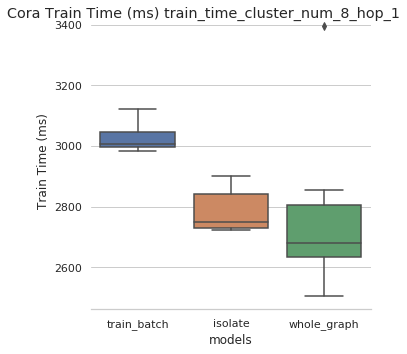 Cora Train Time (ms) train_time_cluster_num_8_hop_1
3400
3200
3000
2800
2600
Train Time (ms)
train_batch isolate whole_graph
models